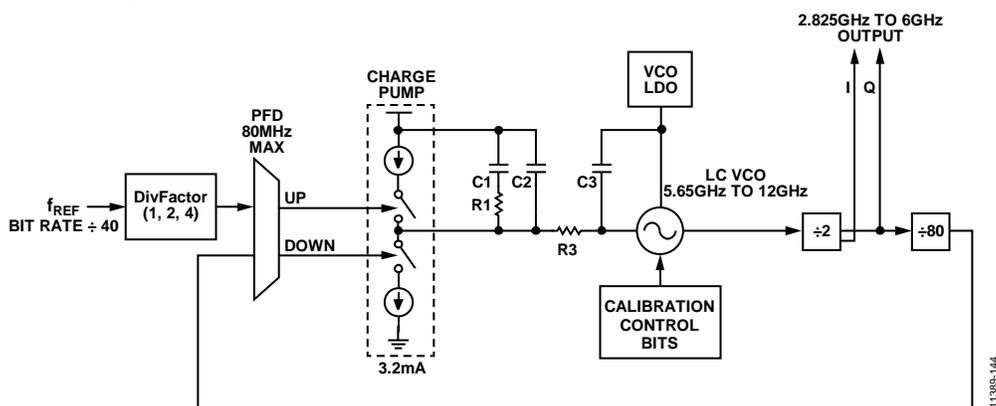 2.825GHz TO 6GHz
OUTPUT
I
Q
VCO
LDO
CHARGE
PUMP
PFD
80MHz
MAX
C1
C2
C3
LC VCO
5.65GHz TO 12GHz
DivFactor
(1, 2, 4)
UP
R1
fREF
BIT RATE ÷ 40
DOWN
R3
÷2
÷80
CALIBRATION
CONTROL
BITS
3.2mA
11389-144